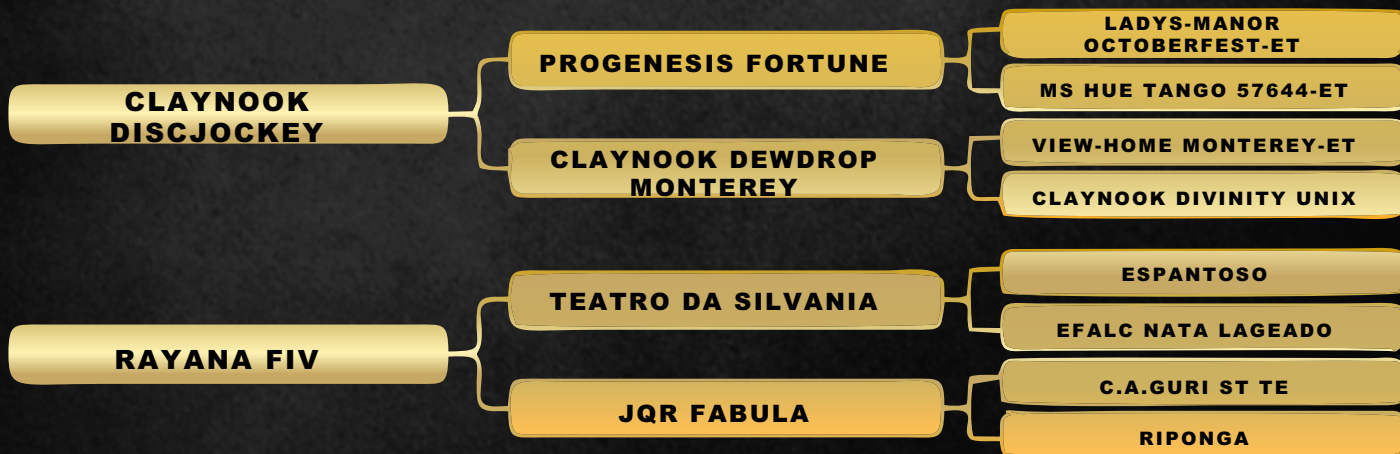 LADYS-MANOR
OCTOBERFEST-ET
PROGENESIS FORTUNE
MS HUE TANGO 57644-ET
CLAYNOOK
DISCJOCKEY
VIEW-HOME MONTEREY-ET
CLAYNOOK DEWDROP
MONTEREY
CLAYNOOK DIVINITY UNIX
ESPANTOSO
TEATRO DA SILVANIA
EFALC NATA LAGEADO
RAYANA FIV
C.A.GURI ST TE
JQR FABULA
RIPONGA